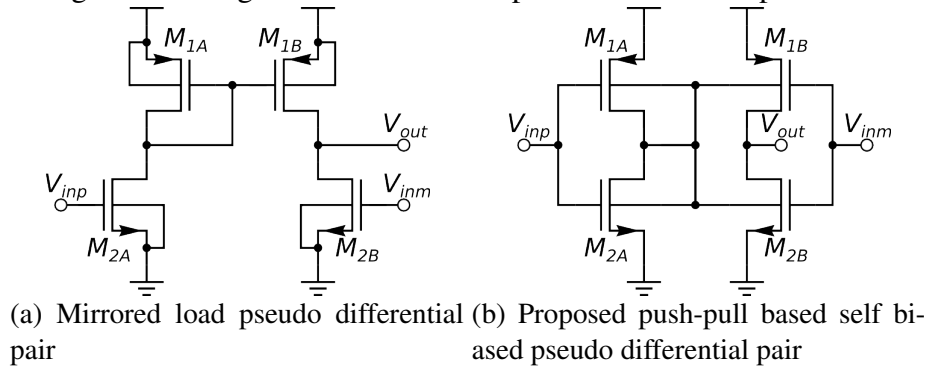 M1A M1B
Vout
Vinp Vinm
M2A M2B
M1A M1B
Vinp Vout Vinm
M2A M2B
(a) Mirrored load pseudo differential
pair
(b) Proposed push-pull based self bi-
ased pseudo differential pair